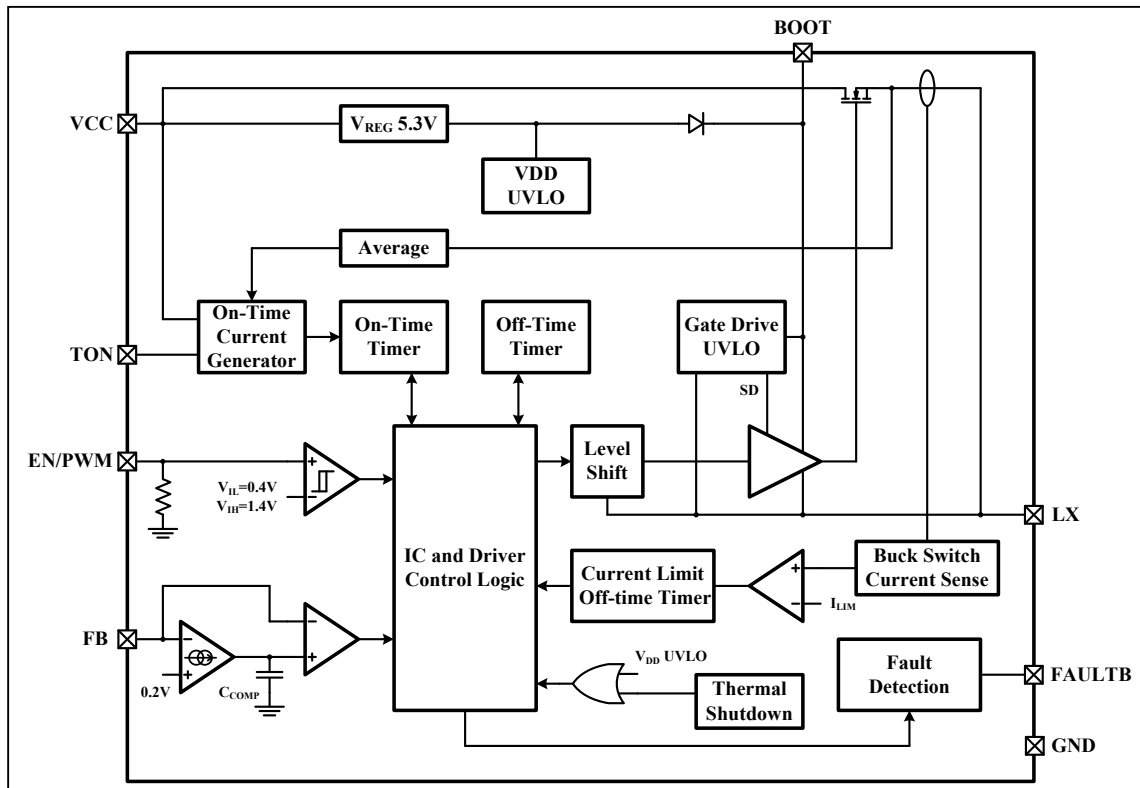 BOOT
VCC
VREG 5.3V
VDD
UVLO
Average
On-Time
Current
Generator
On-Time
Timer
Off-Time
Timer
Gate Drive
UVLO
TON
SD
EN/PWM
+
−
VIL=0.4V
VIH=1.4V
Level
Shift
LX
IC and Driver
Control Logic
Current Limit
Off-time Timer
+
−
ILIM
Buck Switch
Current Sense
FB
−
+
0.2V
CCOMP
−
+
VDD UVLO
Thermal
Shutdown
Fault
Detection
FAULTB
GND